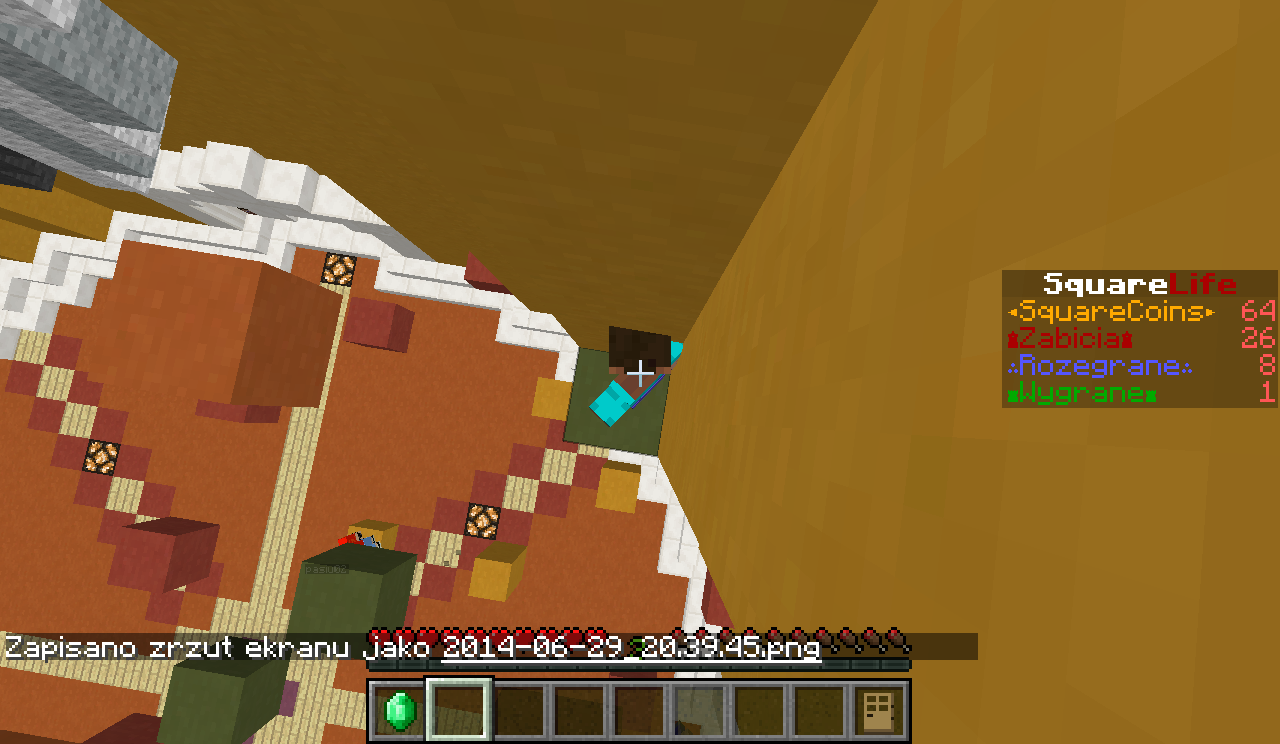 SquareLife
SquareCoins 64
Zabicia 26
Rozegrane 8
Wygrane 1
Zapisano zrzut ekranu jako 2014-06-29_20.39.45.png